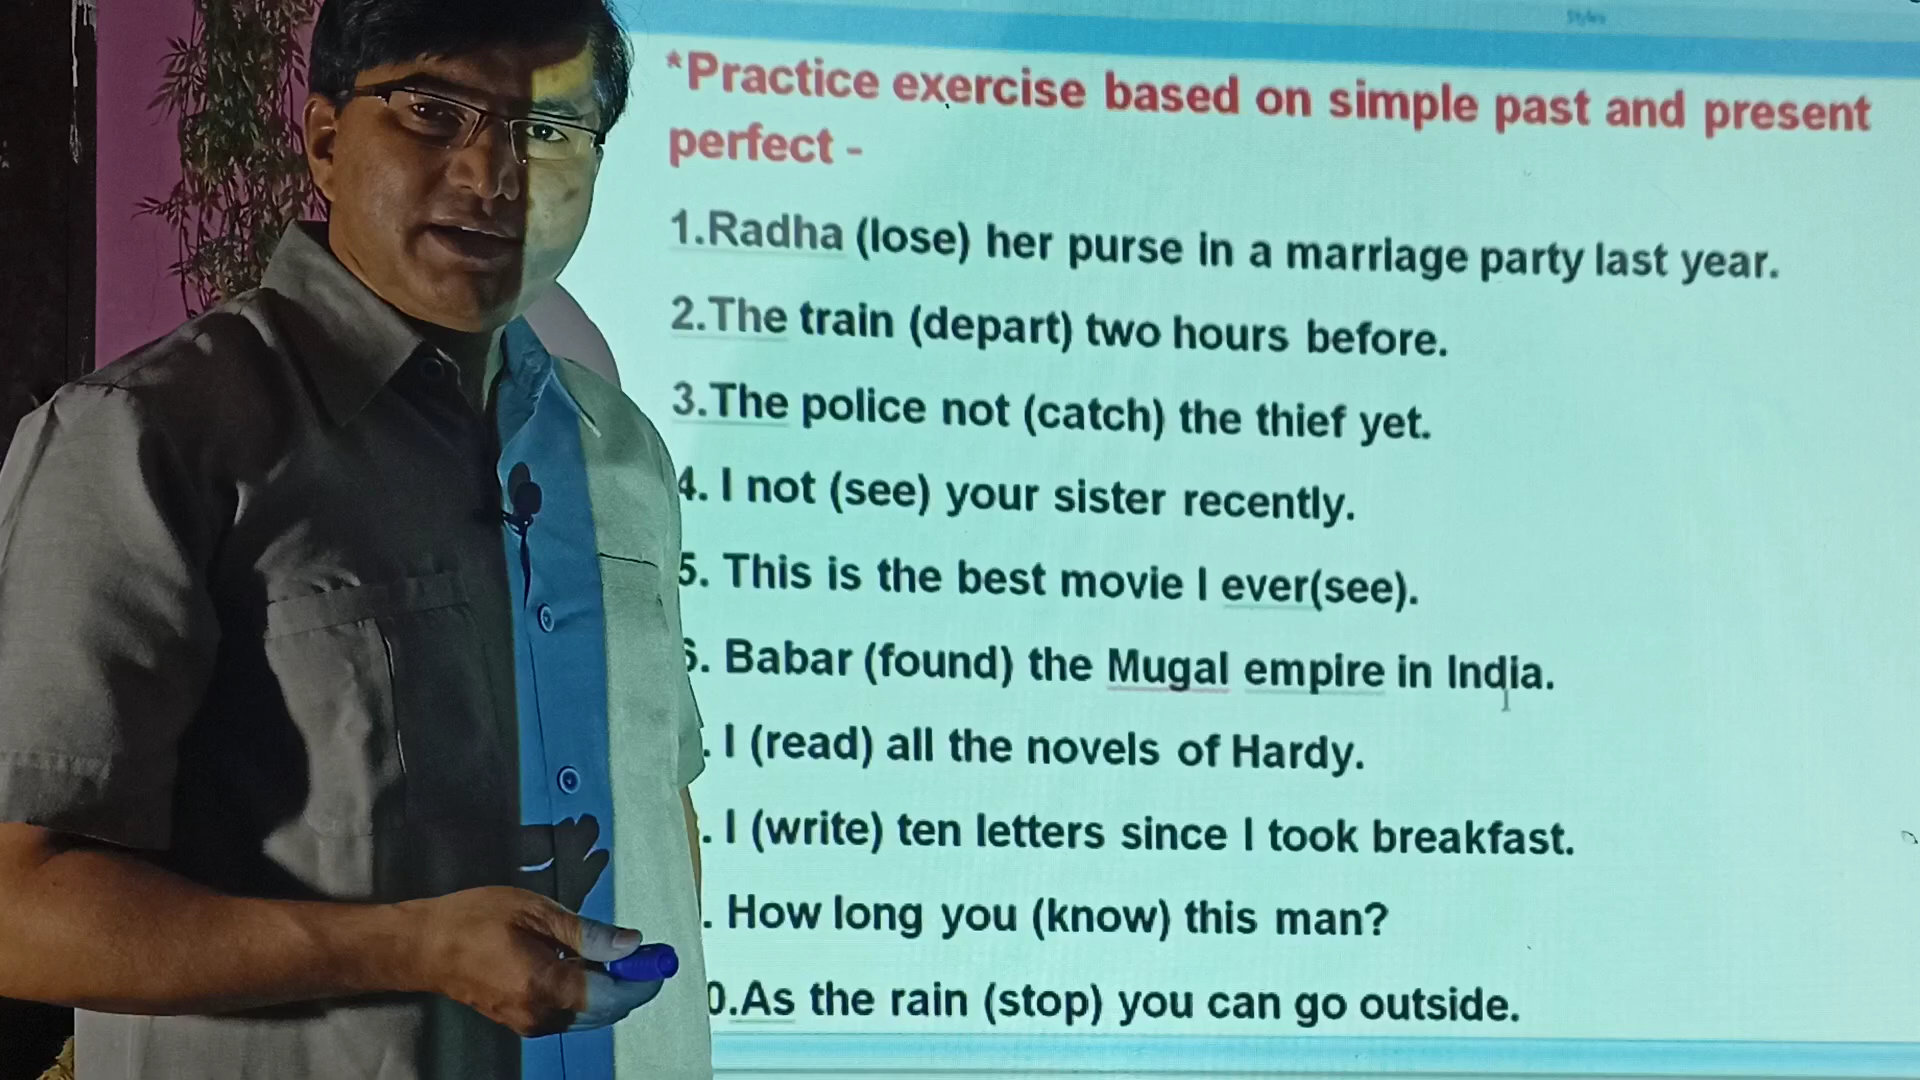 Styles
*Practice exercise based on simple past and present
perfect -
1.Radha (lose) her purse in a marriage party last year.
2.The train (depart) two hours before.
3.The police not (catch) the thief yet.
4. I not (see) your sister recently.
5. This is the best movie I ever(see).
6. Babar (found) the Mugal empire in India.
. I (read) all the novels of Hardy.
. I (write) ten letters since I took breakfast.
. How long you (know) this man?
0.As the rain (stop) you can go outside.